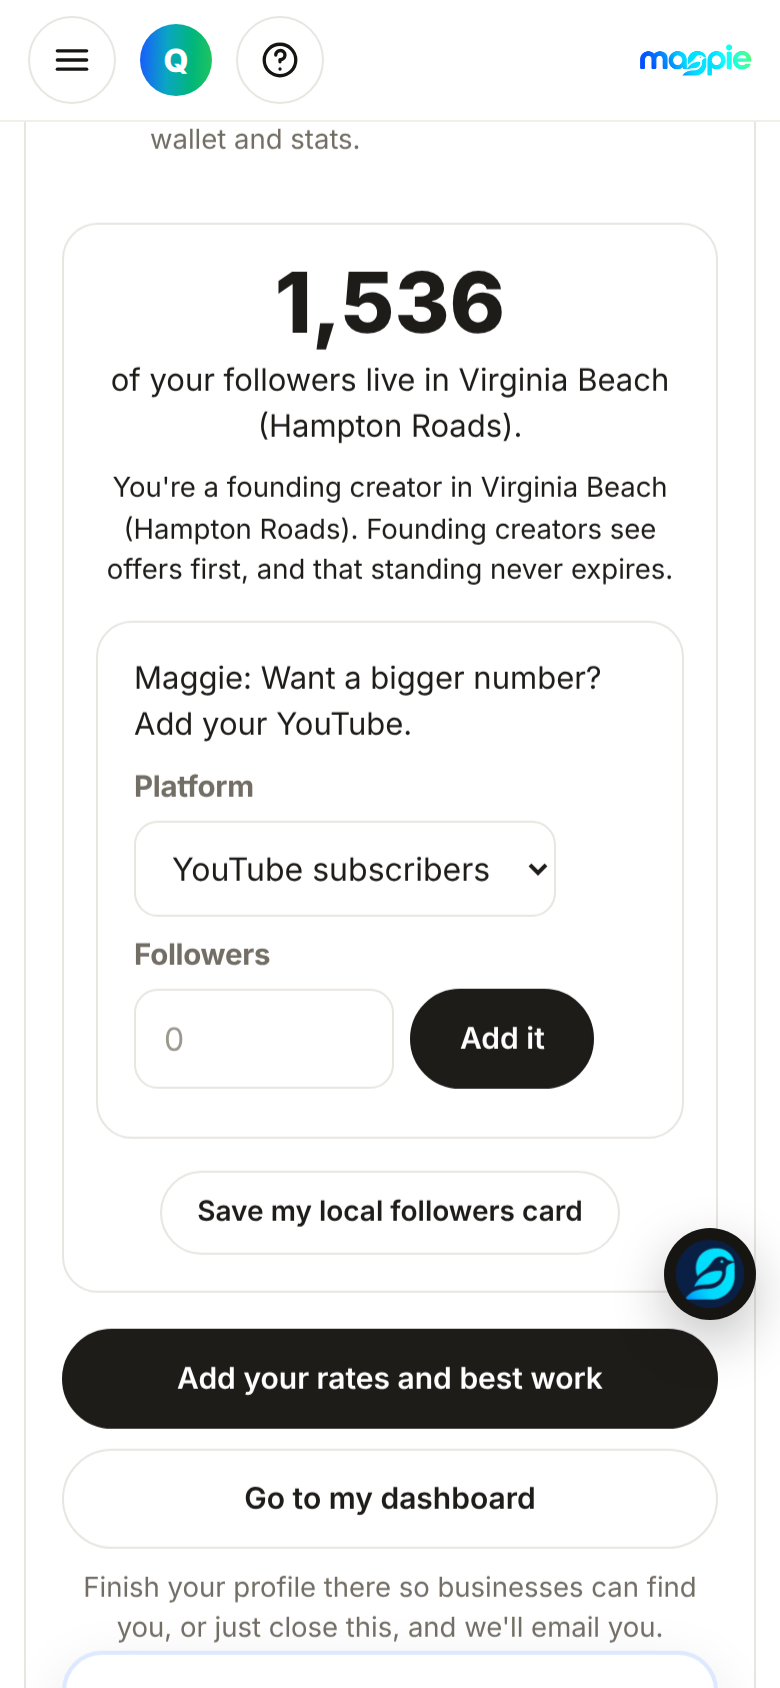 Q
magpie
wallet and stats.
1,536
of your followers live in Virginia Beach
(Hampton Roads).
You're a founding creator in Virginia Beach
(Hampton Roads). Founding creators see
offers first, and that standing never expires.
Maggie: Want a bigger number?
Add your YouTube.
Platform
YouTube subscribers
Followers
0
Add it
Save my local followers card
Add your rates and best work
Go to my dashboard
Finish your profile there so businesses can find
you, or just close this, and we'll email you.